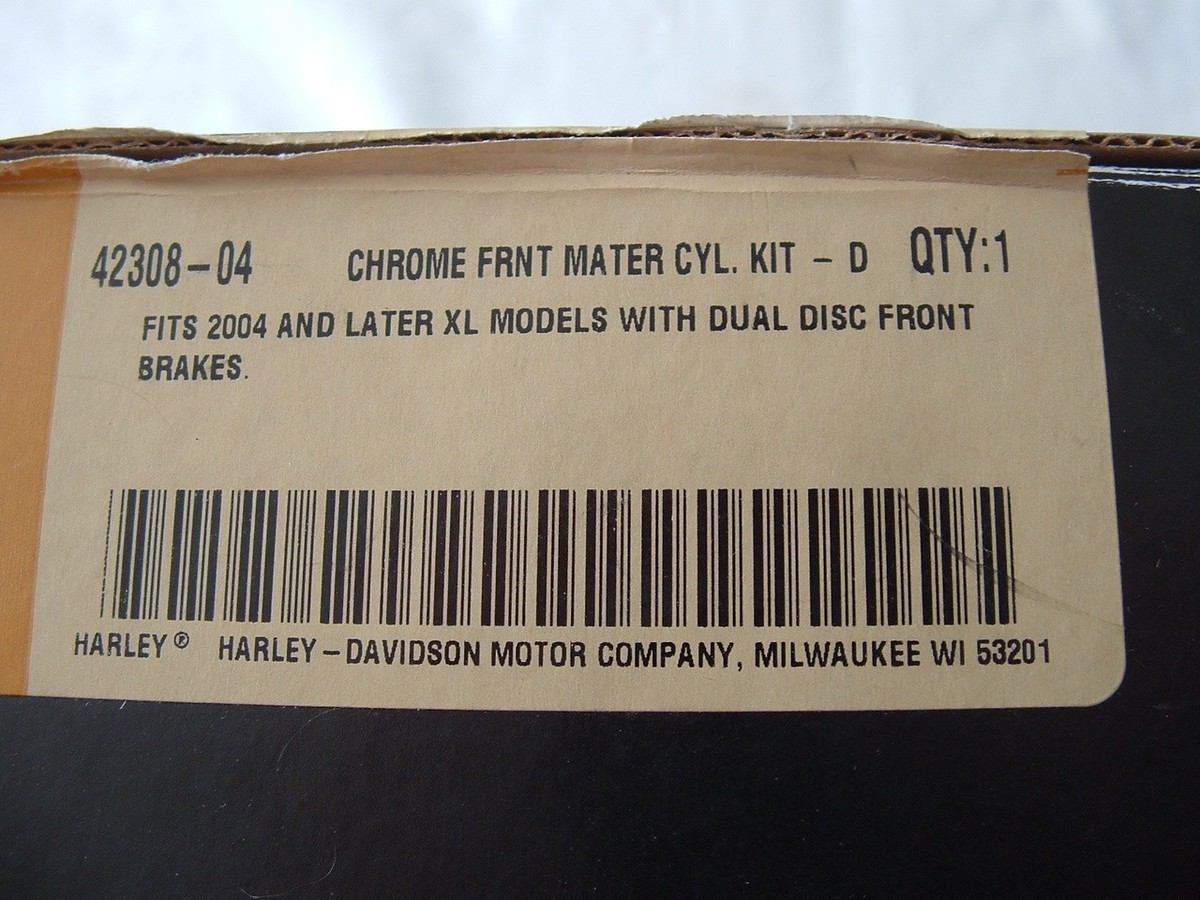 42308-04 CHROME FRNT MATER CYL. KIT - D QTY:1
FITS 2004 AND LATER XL MODELS WITH DUAL DISC FRONT
BRAKES.
HARLEY® HARLEY-DAVIDSON MOTOR COMPANY, MILWAUKEE WI 53201